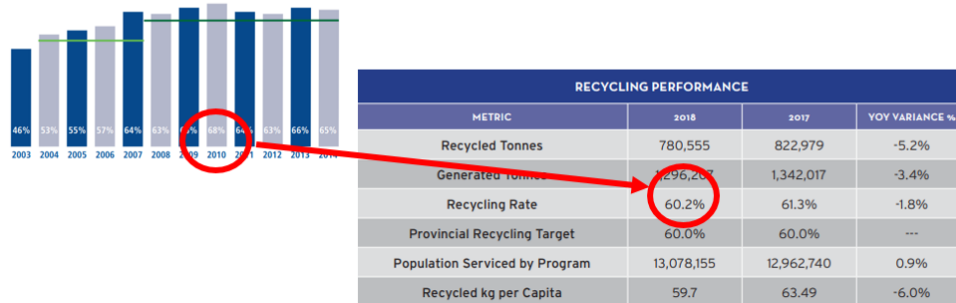 46% 53% 55% 57% 64% 63% 68% 63% 66% 65%
2003 2004 2005 2006 2007 2008 2009 2010 2011 2012 2013
RECYCLING PERFORMANCE
METRIC 2018 2017 YOY VARIANCE %
Recycled Tonnes 780,555 822,979 -5.2%
Generated Tonnes 1,342,017 -3.4%
Recycling Rate 60.2% 61.3% -1.8%
Provincial Recycling Target 60.0% 60.0% ---
Population Serviced by Program 13,078,155 12,962,740 0.9%
Recycled kg per Capita 59.7 63.49 -6.0%